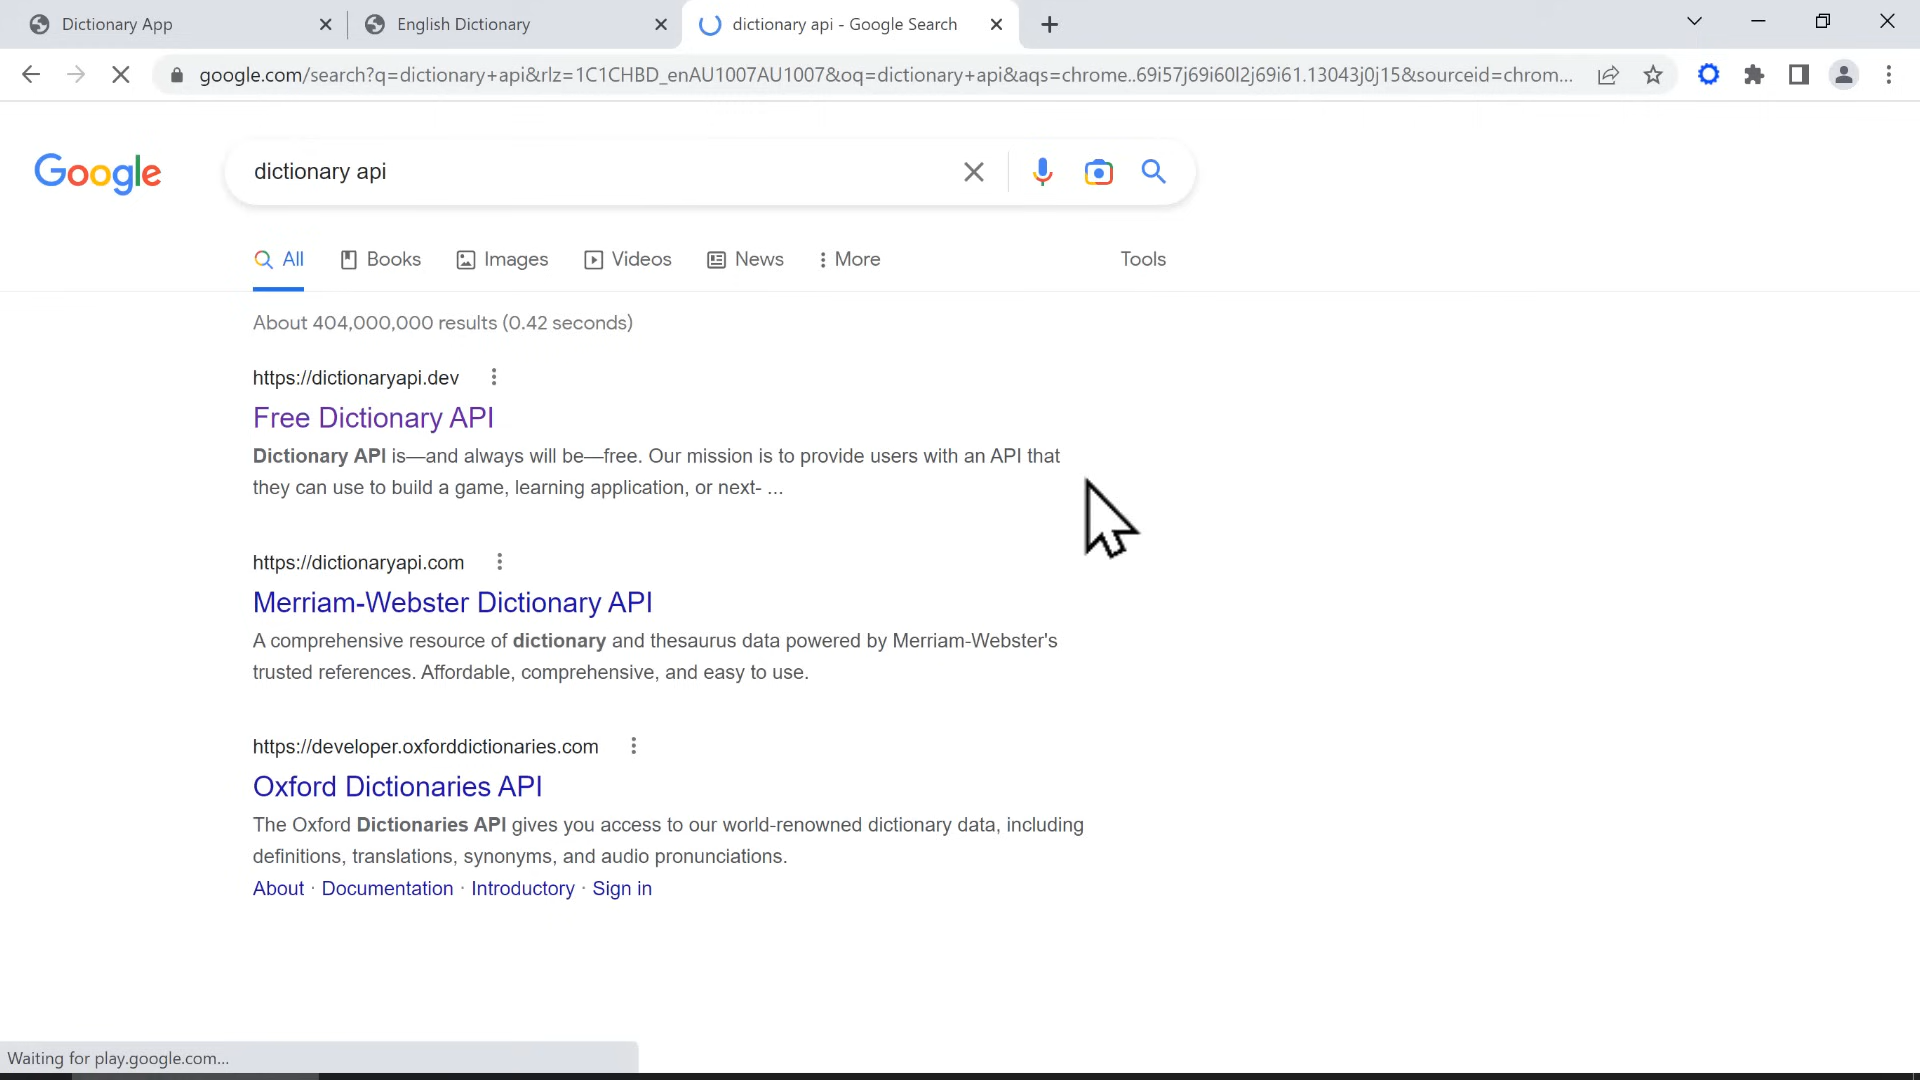 Dictionary App
English Dictionary
dictionary api - Google Search
google.com/search?q=dictionary+api&rlz=1C1CHBD_enAU1007AU1007&oq=dictionary+api&aqs=chrome..69i57j69i60l2j69i61.13043j0j15&sourceid=chrom...
Google
dictionary api
All
Books
Images
Videos
News
More
Tools
About 404,000,000 results (0.42 seconds)
https://dictionaryapi.dev
Free Dictionary API
Dictionary API is—and always will be—free. Our mission is to provide users with an API that
they can use to build a game, learning application, or next- ...
https://dictionaryapi.com
Merriam-Webster Dictionary API
A comprehensive resource of dictionary and thesaurus data powered by Merriam-Webster's
trusted references. Affordable, comprehensive, and easy to use.
https://developer.oxforddictionaries.com
Oxford Dictionaries API
The Oxford Dictionaries API gives you access to our world-renowned dictionary data, including
definitions, translations, synonyms, and audio pronunciations.
About · Documentation · Introductory · Sign in
Waiting for play.google.com...